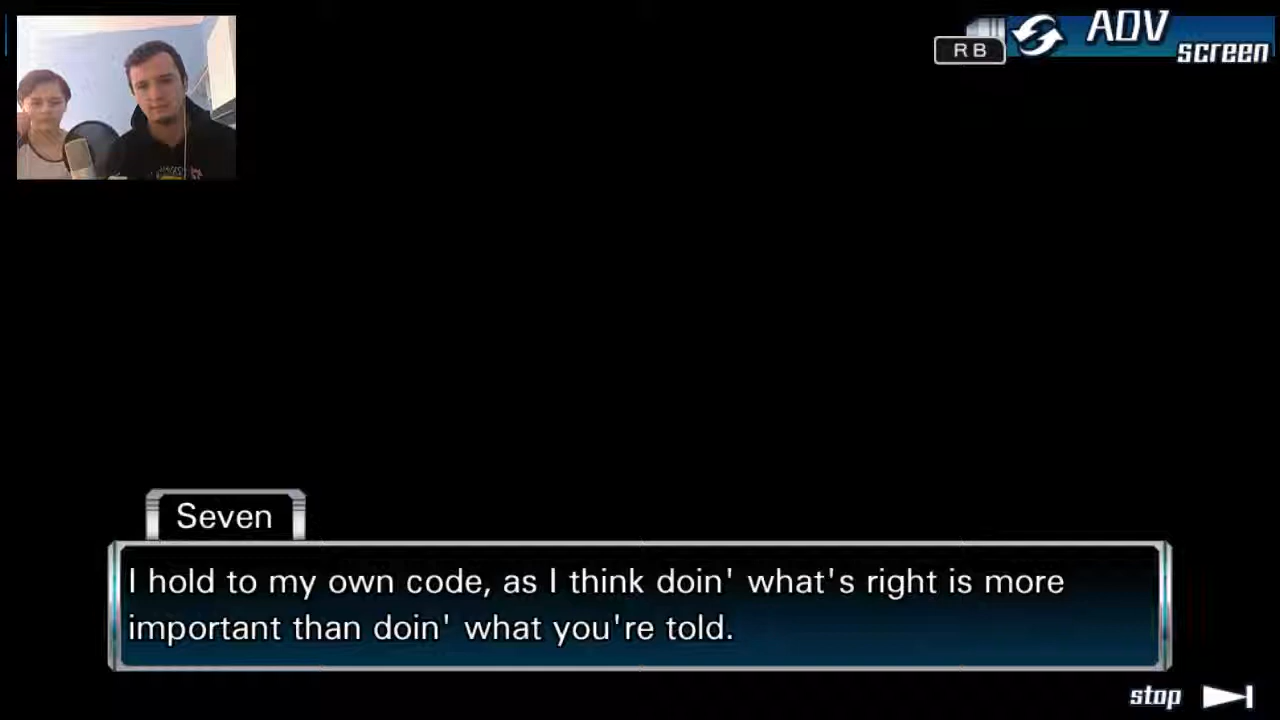 RB
ADV
screen
Seven
I hold to my own code, as I think doin' what's right is more
important than doin' what you're told.
stop